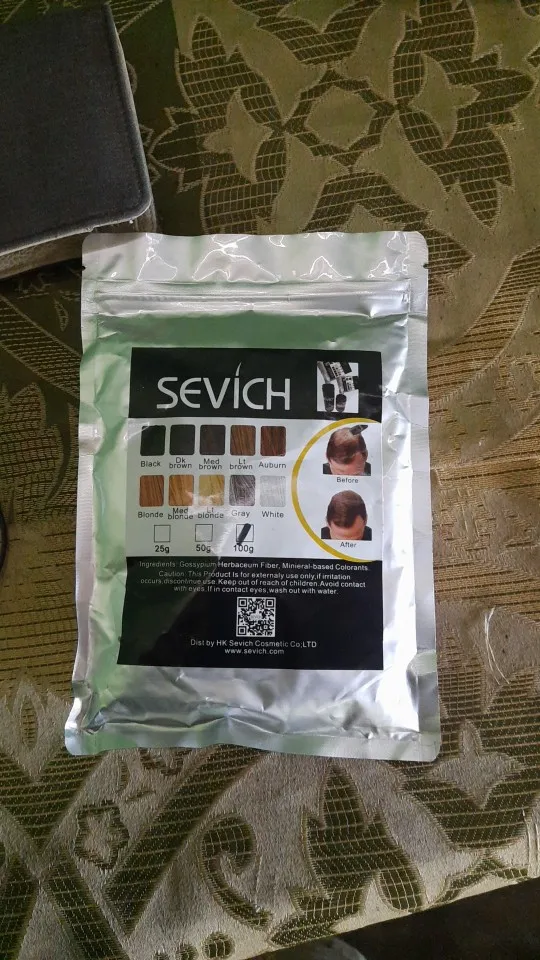 SEVICH
Black Dk brown Med brown Lt brown Auburn
Before
Blonde Med blonde Lt blonde Gray White
After
25g 50g 100g
Ingredients: Gossypium Herbaceum Fiber, Minieral-based Colorants.
Caution: This Product Is for externaly use only,if irritation
occurs,discontinue use.Keep out of reach of children.Avoid contact
with eyes,If in contact eyes,wash out with water.
Dist by HK Sevich Cosmetic Co;LTD
www.sevich.com